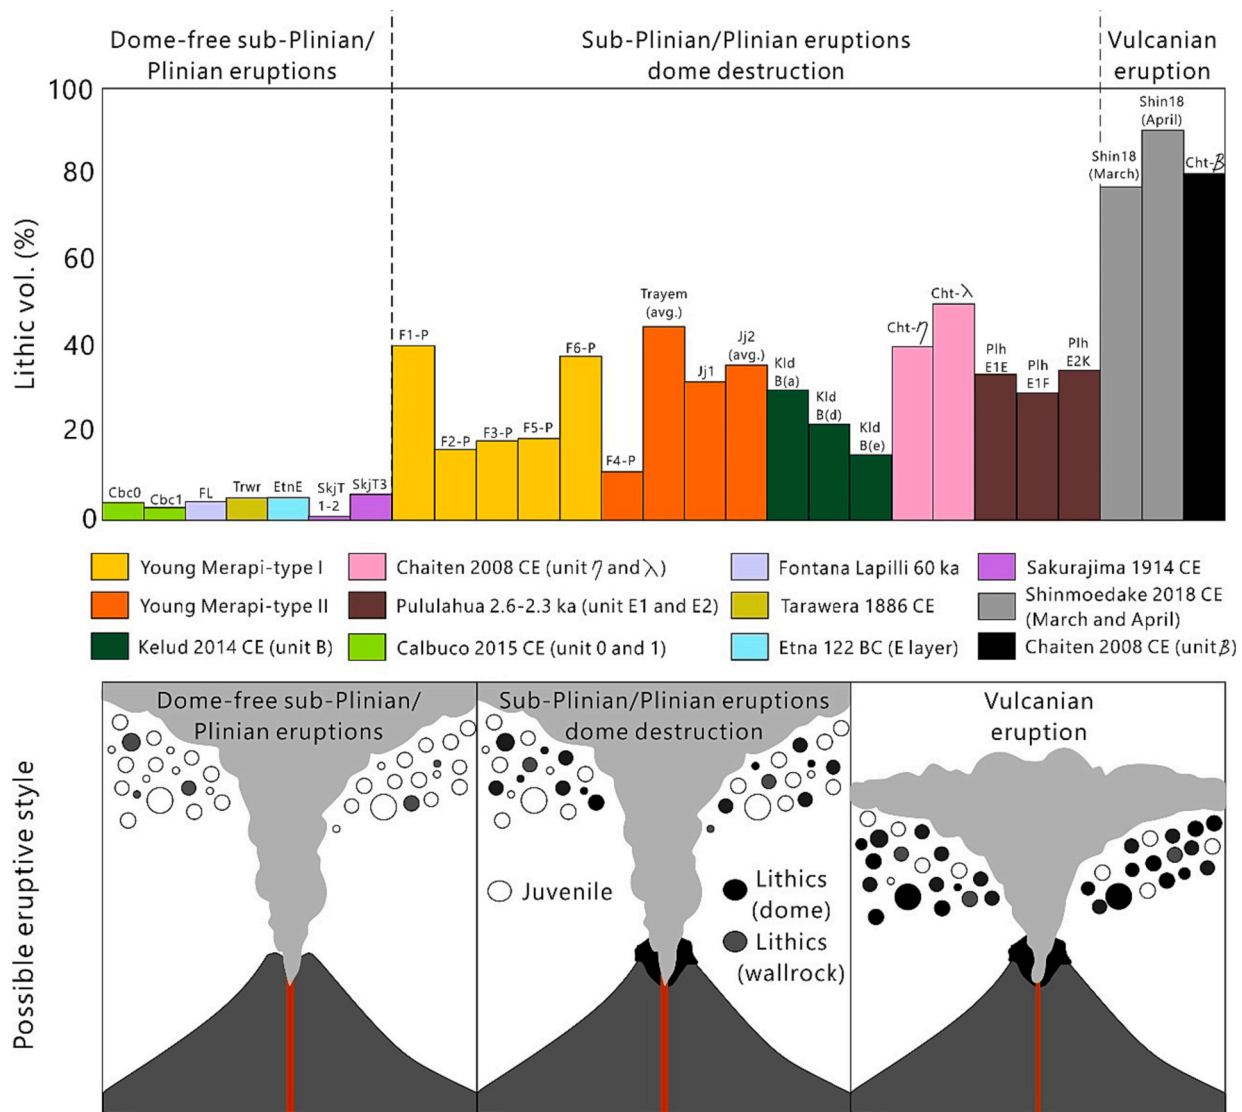 Dome-free sub-Plinian/
Plinian eruptions
Sub-Plinian/Plinian eruptions
dome destruction
Vulcanian
eruption
Lithic vol. (%)
100
80
60
40
20
0
Cbc0
Cbc1
FL
Trwr
EtnE
SkjT
1-2
SkjT3
F1-P
F2-P
F3-P
F5-P
F6-P
F4-P
Trayem
(avg.)
Jj1
Jj2
(avg.)
Kld
B(a)
Kld
B(d)
Kld
B(e)
Cht-η
Cht-λ
Plh
E1E
Plh
E1F
Plh
E2K
Shin18
(March)
Shin18
(April)
Cht-β
Young Merapi-type I
Young Merapi-type II
Kelud 2014 CE (unit B)
Chaiten 2008 CE (unit η and λ)
Pululahua 2.6-2.3 ka (unit E1 and E2)
Calbuco 2015 CE (unit 0 and 1)
Fontana Lapilli 60 ka
Tarawera 1886 CE
Etna 122 BC (E layer)
Sakurajima 1914 CE
Shinmoedake 2018 CE
(March and April)
Chaiten 2008 CE (unit β)
Possible eruptive style
Dome-free sub-Plinian/
Plinian eruptions
Sub-Plinian/Plinian eruptions
dome destruction
Vulcanian
eruption
Juvenile
Lithics
(dome)
Lithics
(wallrock)